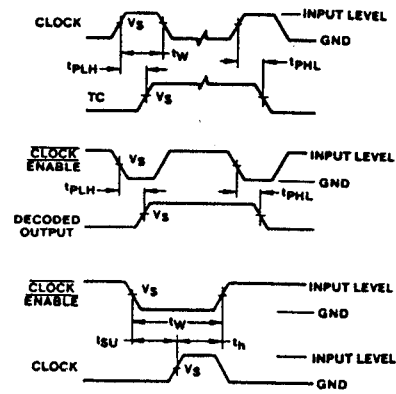 CLOCK VS INPUT LEVEL
tW GND
tPLH tPHL
TC VS
CLOCK ENABLE VS INPUT LEVEL
GND
tPLH tPHL
DECODED OUTPUT VS
CLOCK ENABLE VS INPUT LEVEL
tW GND
tSU th
INPUT LEVEL
CLOCK VS GND